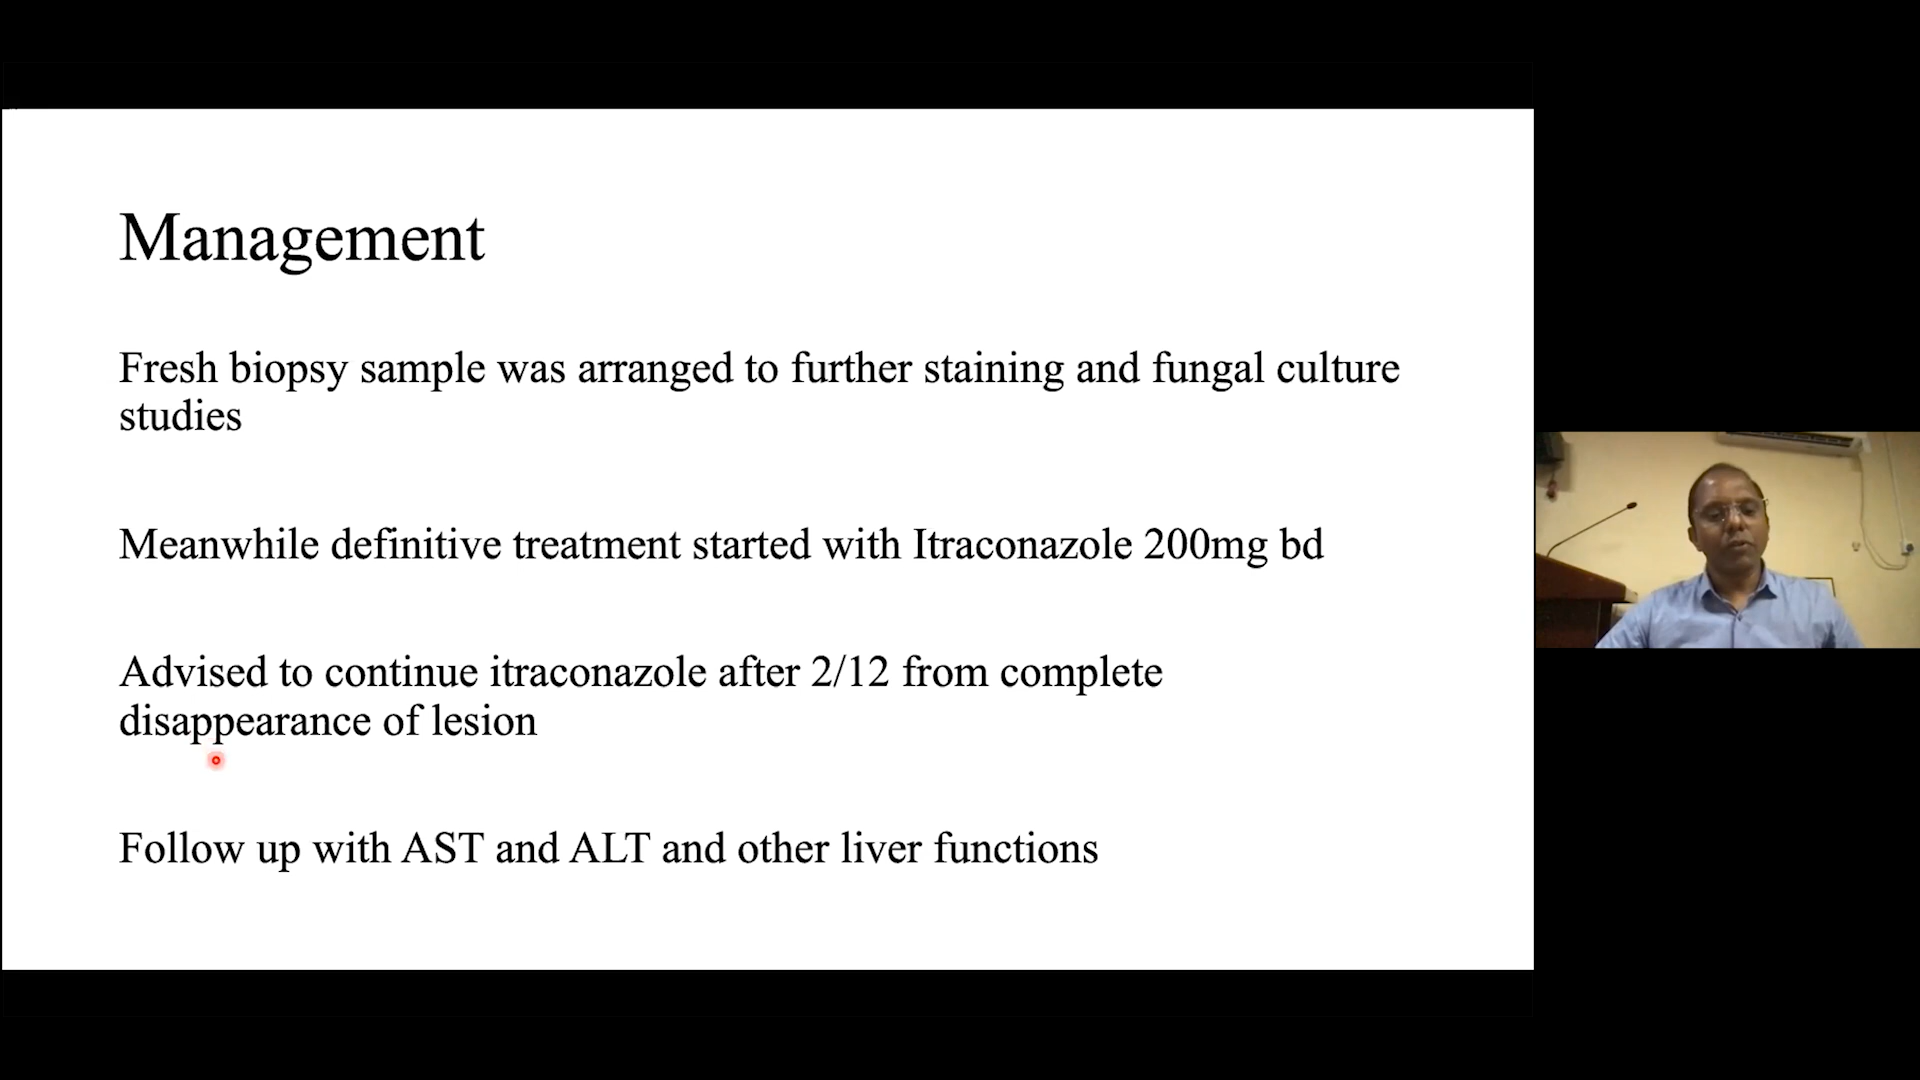 Management
Fresh biopsy sample was arranged to further staining and fungal culture
studies
Meanwhile definitive treatment started with Itraconazole 200mg bd
Advised to continue itraconazole after 2/12 from complete
disappearance of lesion
Follow up with AST and ALT and other liver functions